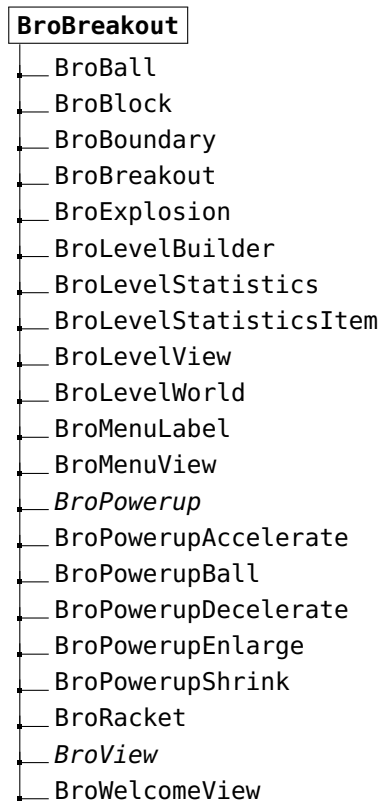 BroBreakout
BroBall
BroBlock
BroBoundary
BroBreakout
BroExplosion
BroLevelBuilder
BroLevelStatistics
BroLevelStatisticsItem
BroLevelView
BroLevelWorld
BroMenuLabel
BroMenuView
BroPowerup
BroPowerupAccelerate
BroPowerupBall
BroPowerupDecelerate
BroPowerupEnlarge
BroPowerupShrink
BroRacket
BroView
BroWelcomeView